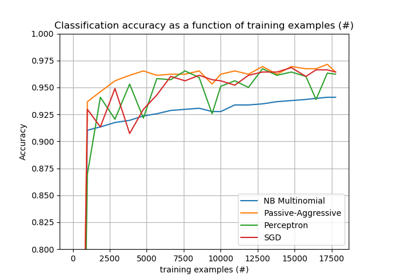 Classification accuracy as a function of training examples (#)
1.000
0.975
0.950
0.925
0.900
0.875
0.850
0.825
0.800
Accuracy
NB Multinomial
Passive-Aggressive
Perceptron
SGD
0 2500 5000 7500 10000 12500 15000 17500
training examples (#)